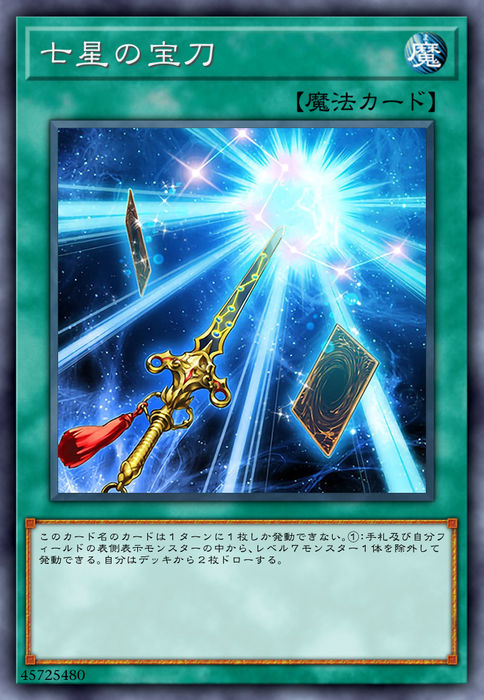 七星の宝刀
魔
【魔法カード】
このカード名のカードは１ターンに１枚しか発動できない。①：手札及び自分フ
ィールドの表側表示モンスターの中から、レベル７モンスター１体を除外して
発動できる。自分はデッキから２枚ドローする。
45725480